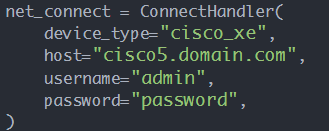 net_connect = ConnectHandler(
    device_type="cisco_xe",
    host="cisco5.domain.com",
    username="admin",
    password="password",
)